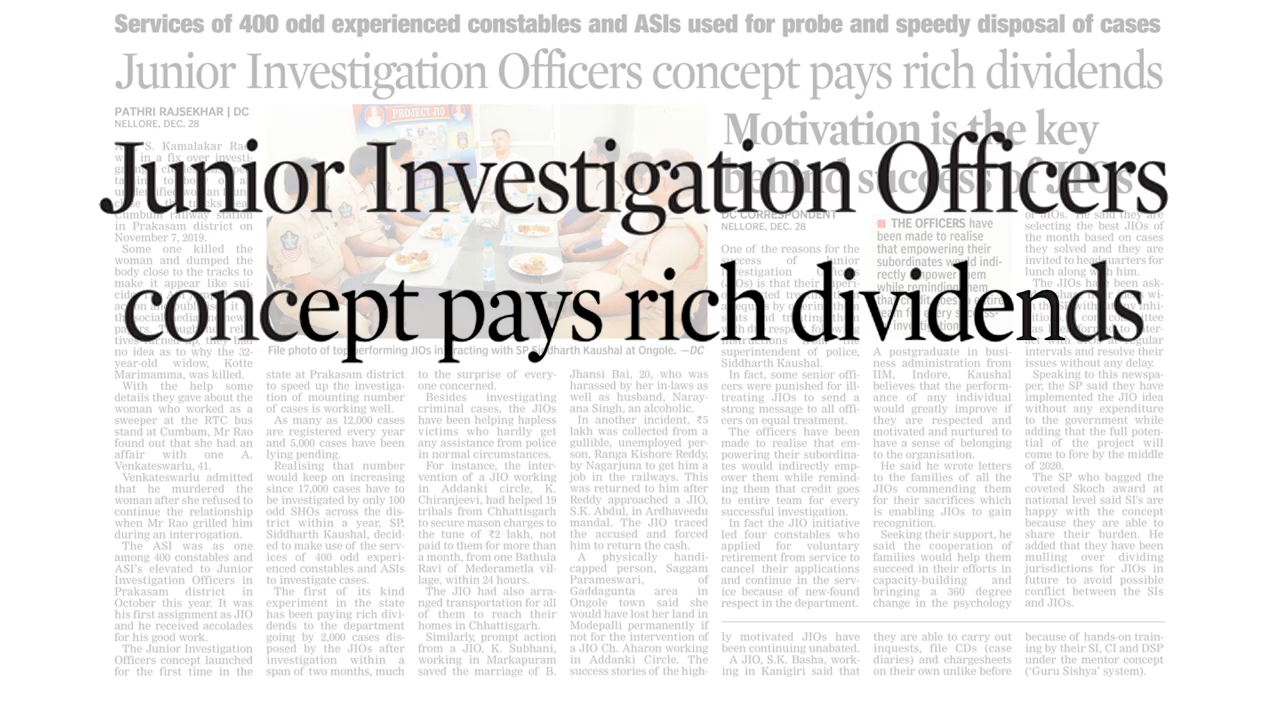 Services of 400 odd experienced constables and ASIs used for probe and speedy disposal of cases
Junior Investigation Officers concept pays rich dividends
Junior Investigation Officers
concept pays rich dividends
PATHRI RAJSEKHAR | DC
NELLORE, DEC. 28
S. Kamalakar Rao
in a fix over investi-
Cumbum railway station
in Prakasam district on
November 7, 2019.
Some one killed the
woman and dumped the
body close to the tracks to
make it appear like sui-
no idea as to why the 32-
year-old widow, Kotte
Marimamma, was killed.
With the help some
details they gave about the
woman who worked as a
sweeper at the RTC bus
stand at Cumbam, Mr Rao
found out that she had an
affair with one A.
Venkateswarlu, 41.
Venkateswarlu admitted
that he murdered the
woman after she refused to
continue the relationship
when Mr Rao grilled him
during an interrogation.
The ASI was as one
among 400 constables and
ASI's elevated to Junior
Investigation Officers in
Prakasam district in
October this year. It was
his first assignment as JIO
and he received accolades
for his good work.
The Junior Investigation
Officers concept launched
for the first time in the
PROJECT JIO
File photo of top performing JIOs interacting with SP Siddharth Kaushal at Ongole. —DC
state at Prakasam district
to speed up the investiga-
tion of mounting number
of cases is working well.
As many as 12,000 cases
are registered every year
and 5,000 cases have been
lying pending.
Realising that number
would keep on increasing
since 17,000 cases have to
be investigated by only 100
odd SHOs across the dis-
trict within a year, SP,
Siddharth Kaushal, decid-
ed to make use of the serv-
ices of 400 odd experi-
enced constables and ASIs
to investigate cases.
The first of its kind
experiment in the state
has been paying rich divi-
dends to the department
going by 2,000 cases dis-
posed by the JIOs after
investigation within a
span of two months, much
to the surprise of every-
one concerned.
Besides investigating
criminal cases, the JIOs
have been helping hapless
victims who hardly get
any assistance from police
in normal circumstances.
For instance, the inter-
vention of a JIO working
in Addanki circle, K.
Chiranjeevi, had helped 19
tribals from Chhattisgarh
to secure mason charges to
the tune of ₹2 lakh, not
paid to them for more than
a month, from one Bathula
Ravi of Mederametla vil-
lage, within 24 hours.
The JIO had also arra-
nged transportation for all
of them to reach their
homes in Chhattisgarh.
Similarly, prompt action
from a JIO, K. Subhani,
working in Markapuram
saved the marriage of B.
Jhansi Bai, 20, who was
harassed by her in-laws as
well as husband, Naray-
ana Singh, an alcoholic.
In another incident, ₹5
lakh was collected from a
gullible, unemployed per-
son, Ranga Kishore Reddy,
by Nagarjuna to get him a
job in the railways. This
was returned to him after
Reddy approached a JIO,
S.K. Abdul, in Ardhaveedu
mandal. The JIO traced
the accused and forced
him to return the cash.
A physically handi-
capped person, Saggam
Parameswari, of
Gaddagunta area in
Ongole town said she
would have lost her land in
Modepalli permanently if
not for the intervention of
a JIO Ch. Aharon working
in Addanki Circle. The
success stories of the high-
Motivation is the key
behind success of JIOs
DC CORRESPONDENT
NELLORE, DEC. 28
One of the reasons for the
success of Junior
Investigation
superintendent of police,
Siddharth Kaushal.
In fact, some senior offi-
cers were punished for ill-
treating JIOs to send a
strong message to all offi-
cers on equal treatment.
The officers have been
made to realise that em-
powering their subordina-
tes would indirectly emp-
ower them while remind-
ing them that credit goes
to entire team for every
successful investigation.
In fact the JIO initiative
led four constables who
applied for voluntary
retirement from service to
cancel their applications
and continue in the serv-
ice because of new-found
respect in the department.
THE OFFICERS have
been made to realise
that empowering their
subordinates would indi-
rectly empower them
while reminding them
A postgraduate in busi-
ness administration from
IIM, Indore, Kaushal
believes that the perform-
ance of any individual
would greatly improve if
they are respected and
motivated and nurtured to
have a sense of belonging
to the organisation.
He said he wrote letters
to the families of all the
JIOs commending them
for their sacrifices which
is enabling JIOs to gain
recognition.
Seeking their support, he
said the cooperation of
families would help them
succeed in their efforts in
capacity-building and
bringing a 360 degree
change in the psychology
of JIOs. He said they are
selecting the best JIOs of
the month based on cases
they solved and they are
invited to headquarters for
lunch along with him.
The JIOs have been ask-
intervals and resolve their
issues without any delay.
Speaking to this newspa-
per, the SP said they have
implemented the JIO idea
without any expenditure
to the government while
adding that the full poten-
tial of the project will
come to fore by the middle
of 2020.
The SP who bagged the
coveted Skoch award at
national level said SI's are
happy with the concept
because they are able to
share their burden. He
added that they have been
mulling over dividing
jurisdictions for JIOs in
future to avoid possible
conflict between the SIs
and JIOs.
ly motivated JIOs have
been continuing unabated.
A JIO, S.K. Basha, work-
ing in Kanigiri said that
they are able to carry out
inquests, file CDs (case
diaries) and chargesheets
on their own unlike before
because of hands-on train-
ing by their SI, CI and DSP
under the mentor concept
('Guru Sishya' system).